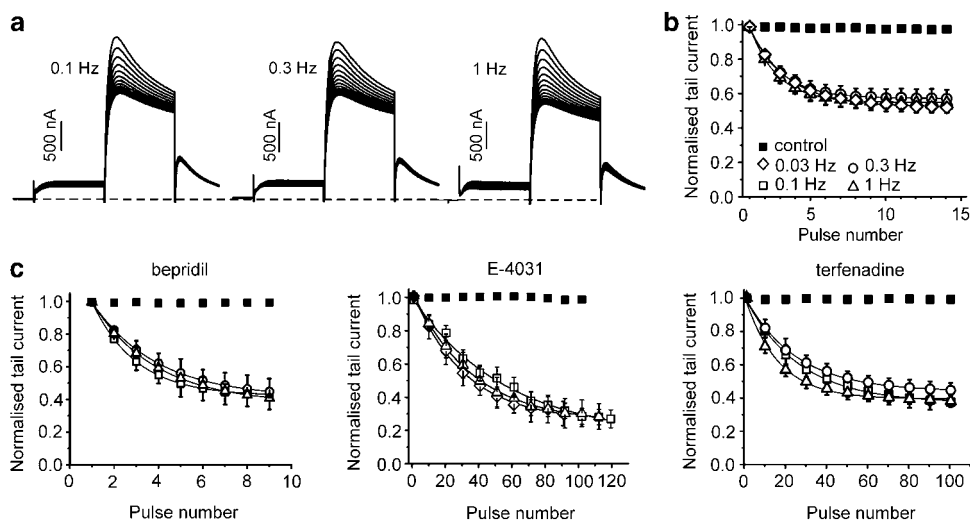 a
0.1 Hz
500 nA
0.3 Hz
500 nA
1 Hz
500 nA
b
Normalised tail current
1.0
0.8
0.6
0.4
0.2
0.0
control
0.03 Hz
0.3 Hz
0.1 Hz
1 Hz
0
5
10
15
Pulse number
c
bepridil
Normalised tail current
1.0
0.8
0.6
0.4
0.2
0.0
0 2 4 6 8 10
Pulse number
E-4031
Normalised tail current
1.0
0.8
0.6
0.4
0.2
0.0
0 20 40 60 80 100 120
Pulse number
terfenadine
Normalised tail current
1.0
0.8
0.6
0.4
0.2
0.0
0 20 40 60 80 100
Pulse number